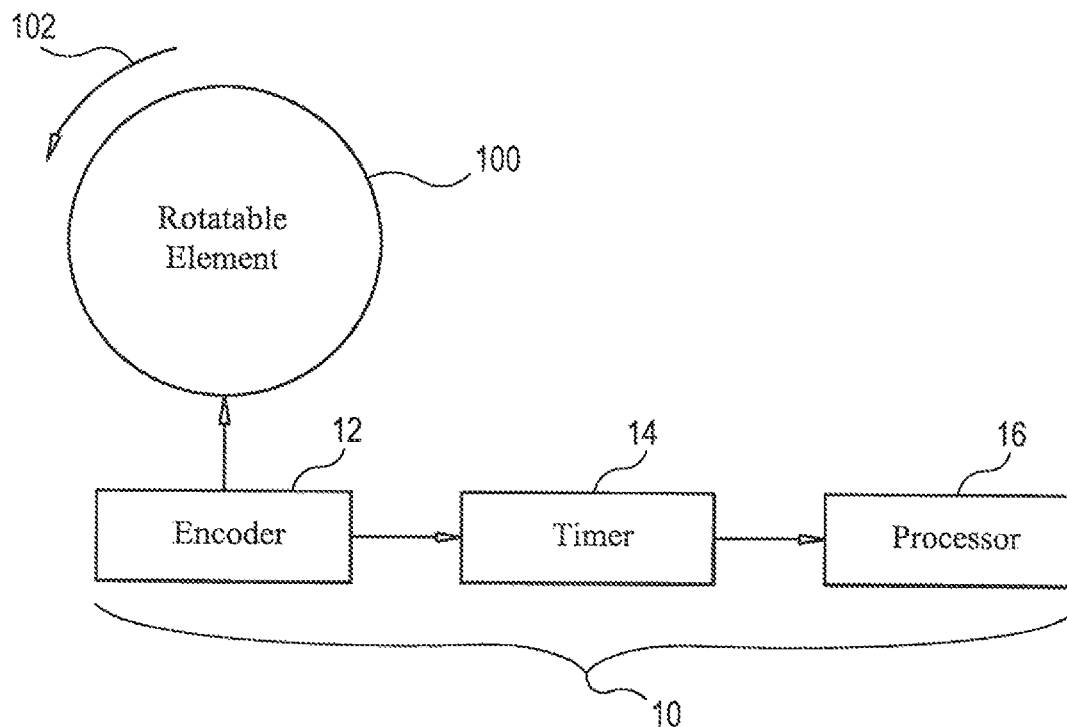 102
100
Rotatable
Element
12
14
16
Encoder
Timer
Processor
10